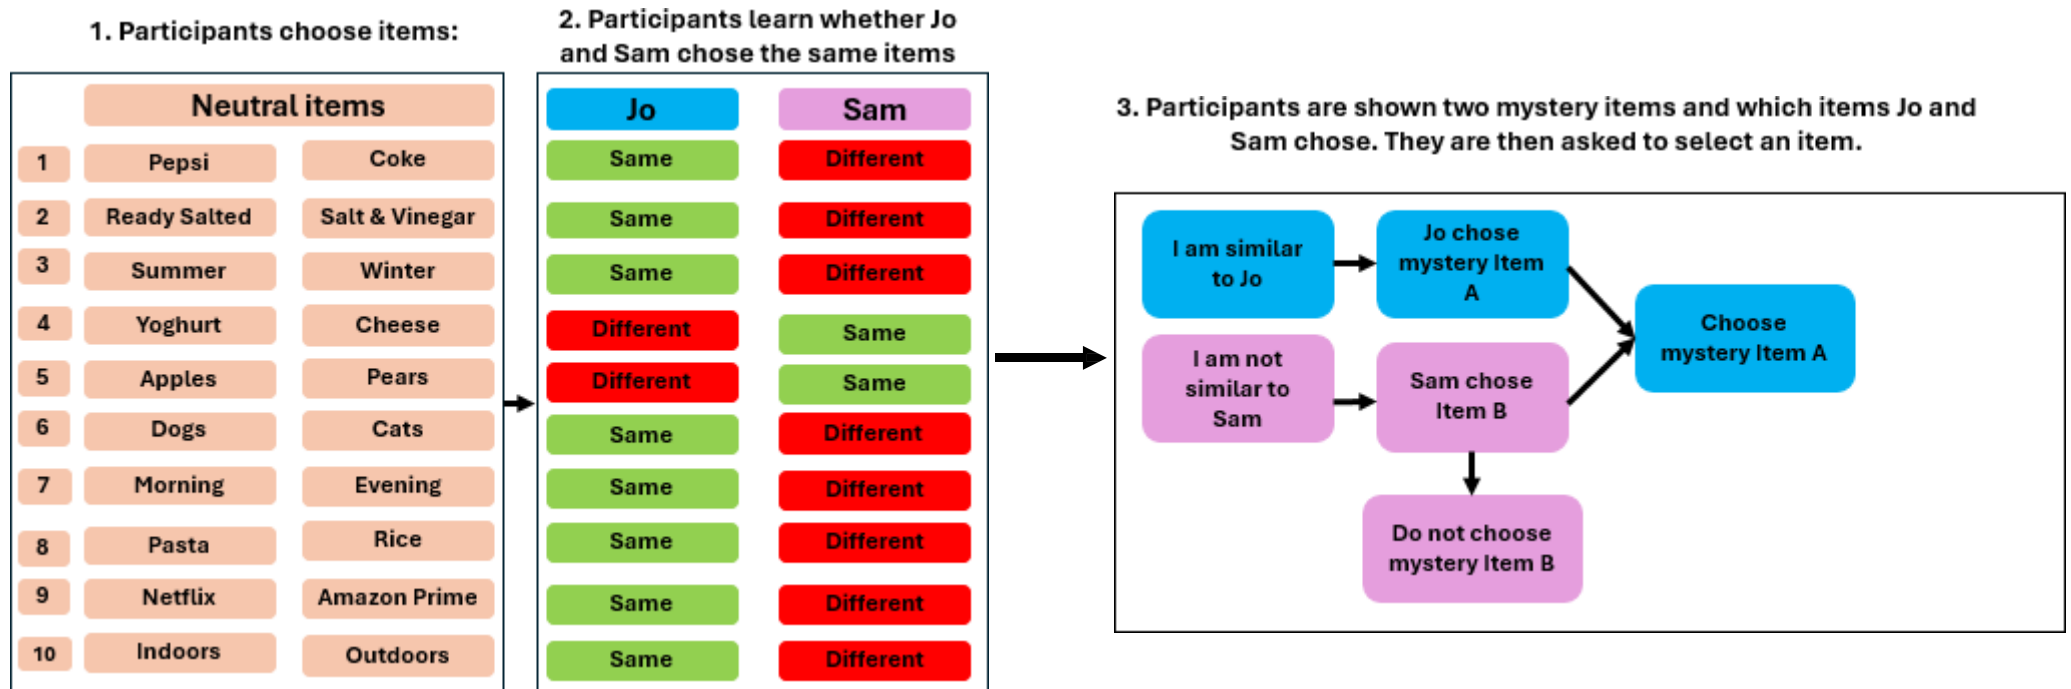 1. Participants choose items:
Neutral items
1 Pepsi Coke
2 Ready Salted Salt & Vinegar
3 Summer Winter
4 Yoghurt Cheese
5 Apples Pears
6 Dogs Cats
7 Morning Evening
8 Pasta Rice
9 Netflix Amazon Prime
10 Indoors Outdoors
2. Participants learn whether Jo
and Sam chose the same items
Jo Sam
Same Different
Same Different
Same Different
Different Same
Different Same
Same Different
Same Different
Same Different
Same Different
Same Different
3. Participants are shown two mystery items and which items Jo and
Sam chose. They are then asked to select an item.
I am similar
to Jo
Jo chose
mystery Item
A
I am not
similar to
Sam
Sam chose
Item B
Choose
mystery Item A
Do not choose
mystery Item B